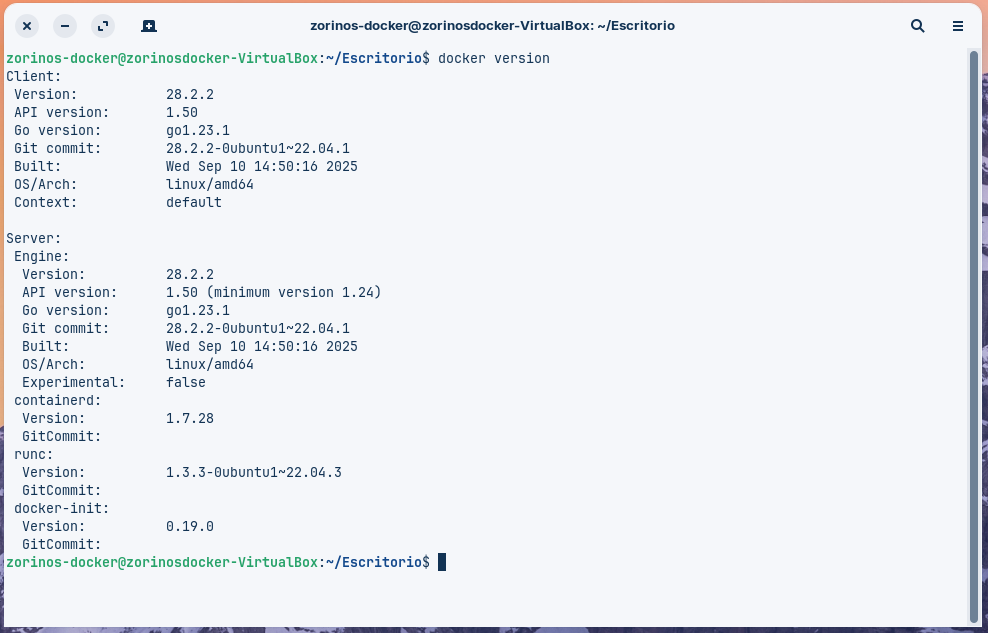 zorinos-docker@zorinosdocker-VirtualBox: ~/Escritorio
zorinos-docker@zorinosdocker-VirtualBox:~/Escritorio$ docker version
Client:
 Version:           28.2.2
 API version:       1.50
 Go version:        go1.23.1
 Git commit:        28.2.2-0ubuntu1~22.04.1
 Built:             Wed Sep 10 14:50:16 2025
 OS/Arch:           linux/amd64
 Context:           default

Server:
 Engine:
  Version:          28.2.2
  API version:      1.50 (minimum version 1.24)
  Go version:       go1.23.1
  Git commit:       28.2.2-0ubuntu1~22.04.1
  Built:            Wed Sep 10 14:50:16 2025
  OS/Arch:          linux/amd64
  Experimental:     false
 containerd:
  Version:          1.7.28
  GitCommit:
 runc:
  Version:          1.3.3-0ubuntu1~22.04.3
  GitCommit:
 docker-init:
  Version:          0.19.0
  GitCommit:
zorinos-docker@zorinosdocker-VirtualBox:~/Escritorio$